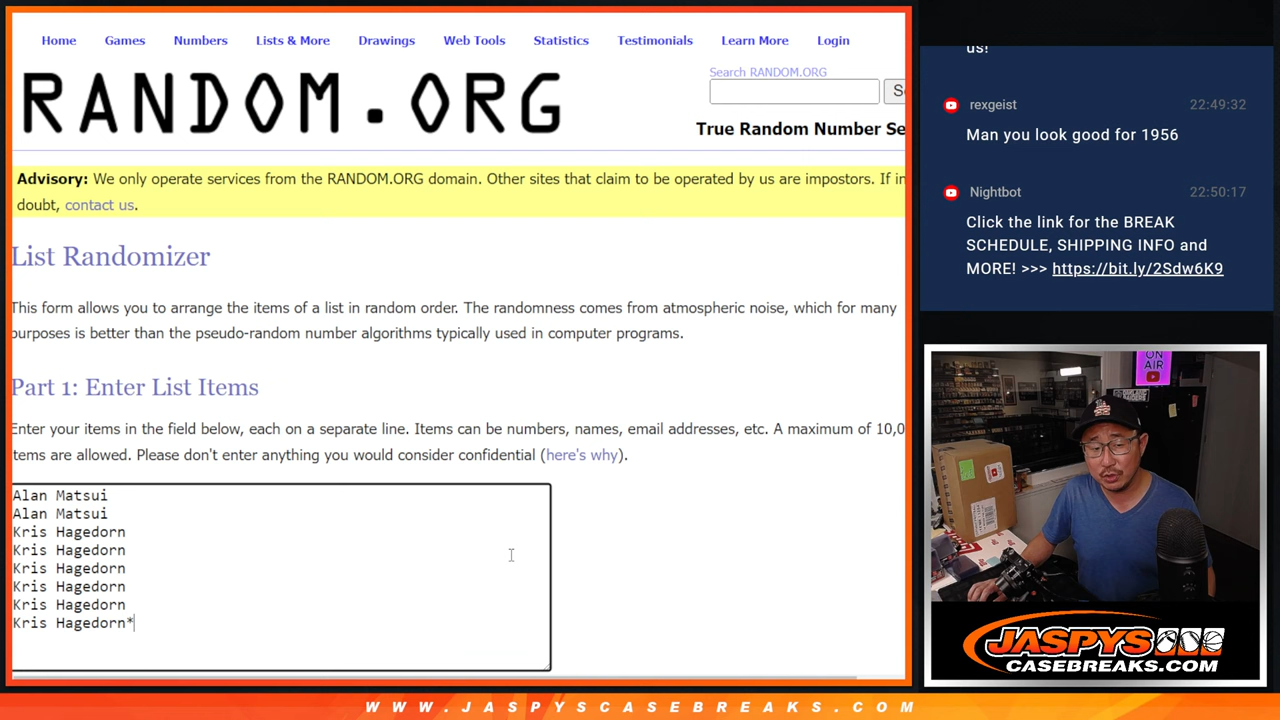 Home Games Numbers Lists & More Drawings Web Tools Statistics Testimonials Learn More Login
RANDOM.ORG
Search RANDOM.ORG
True Random Number Se
Advisory: We only operate services from the RANDOM.ORG domain. Other sites that claim to be operated by us are impostors. If in
doubt, contact us.
List Randomizer
This form allows you to arrange the items of a list in random order. The randomness comes from atmospheric noise, which for many
purposes is better than the pseudo-random number algorithms typically used in computer programs.
Part 1: Enter List Items
Enter your items in the field below, each on a separate line. Items can be numbers, names, email addresses, etc. A maximum of 10,0
items are allowed. Please don't enter anything you would consider confidential (here's why).
Alan Matsui
Alan Matsui
Kris Hagedorn
Kris Hagedorn
Kris Hagedorn
Kris Hagedorn
Kris Hagedorn
Kris Hagedorn*
us!
rexgeist 22:49:32
Man you look good for 1956
Nightbot 22:50:17
Click the link for the BREAK
SCHEDULE, SHIPPING INFO and
MORE! >>> https://bit.ly/2Sdw6K9
ON
AIR
JASPYS
CASEBREAKS.COM
WWW.JASPYSCASEBREAKS.COM